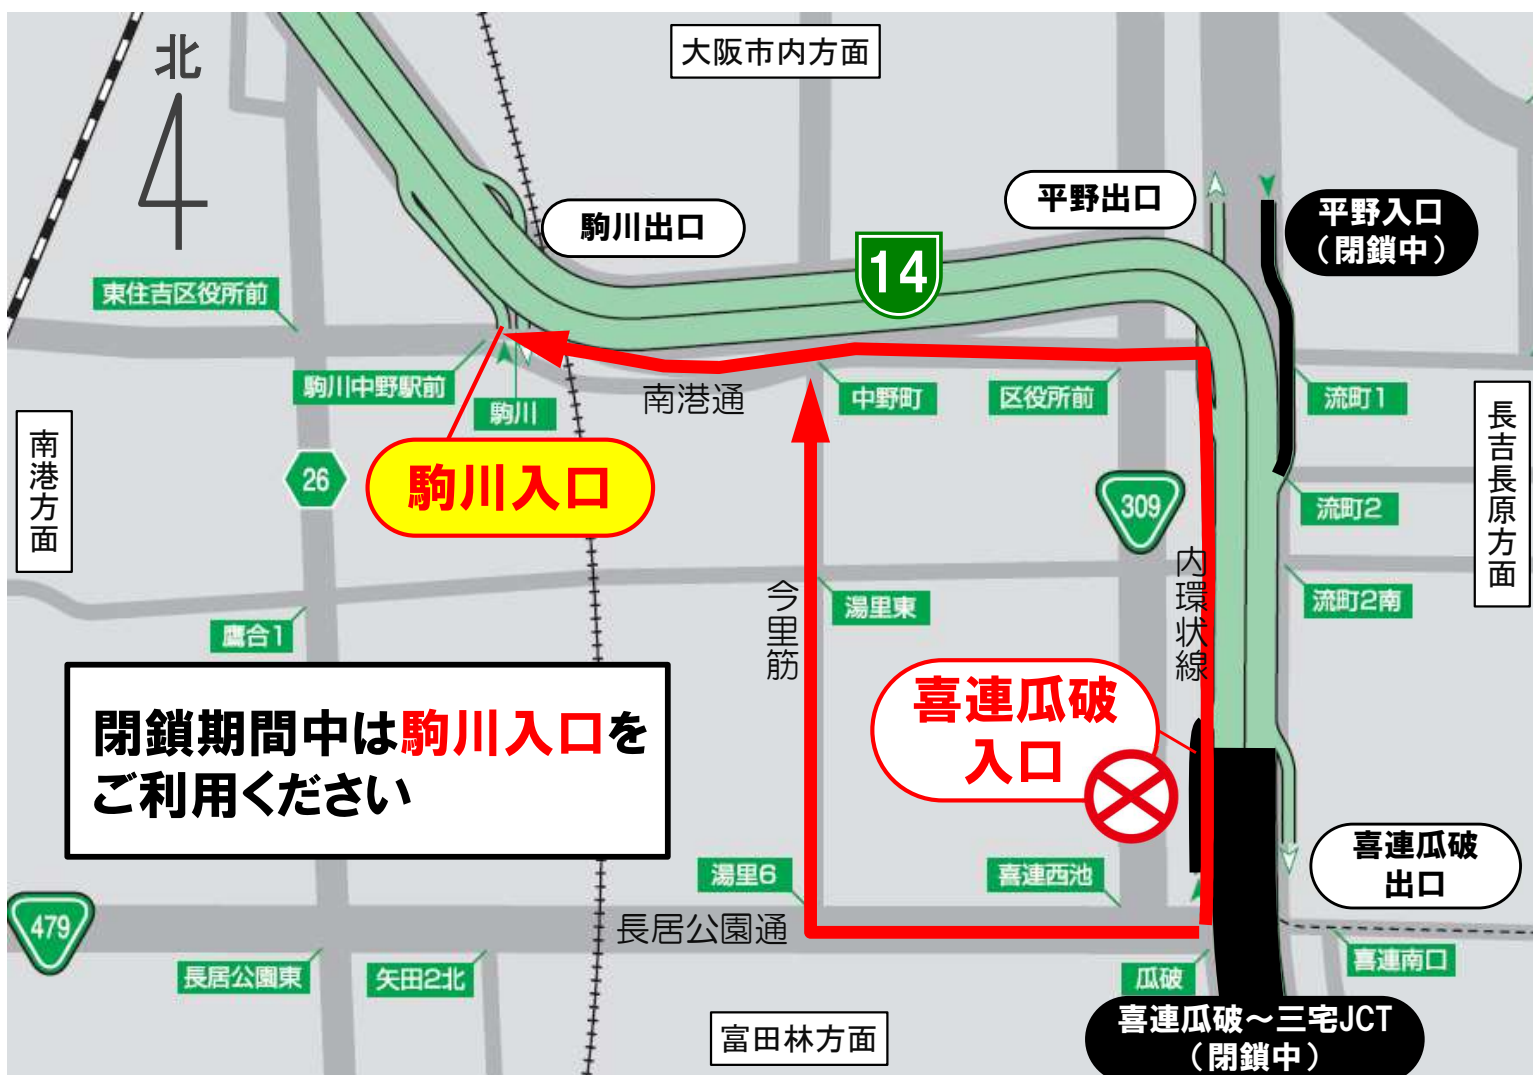 北
大阪市内方面
駒川出口
平野出口
平野入口
（閉鎖中）
14
東住吉区役所前
駒川中野駅前
駒川
南港通
中野町
区役所前
流町1
南港方面
26
駒川入口
309
流町2
長吉長原方面
内環状線
今里筋
湯里東
流町2南
鷹合1
閉鎖期間中は駒川入口を
ご利用ください
喜連瓜破
入口
喜連瓜破
出口
湯里6
喜連西池
479
長居公園通
長居公園東
矢田2北
瓜破
喜連南口
富田林方面
喜連瓜破～三宅JCT
（閉鎖中）